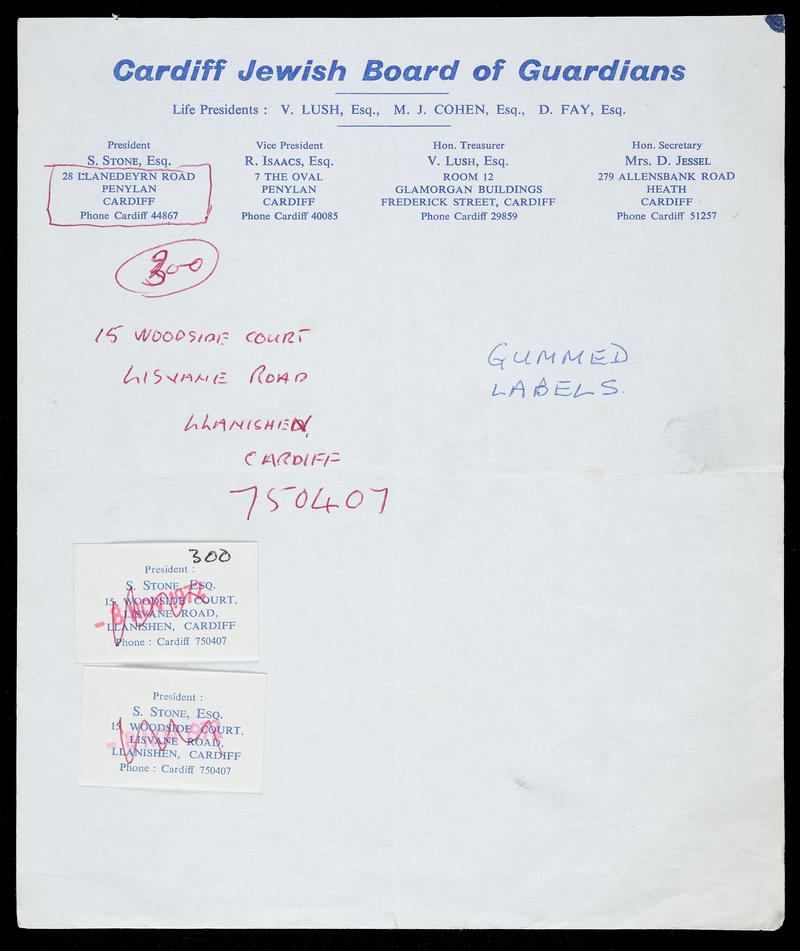 Cardiff Jewish Board of Guardians
Life Presidents : V. LUSH, Esq., M. J. COHEN, Esq., D. FAY, Esq.
President
S. STONE, Esq.
28 LLANEDEYRN ROAD
PENYLAN
CARDIFF
Phone Cardiff 44867
Vice President
R. ISAACS, Esq.
7 THE OVAL
PENYLAN
CARDIFF
Phone Cardiff 40085
Hon. Treasurer
V. LUSH, Esq.
ROOM 12
GLAMORGAN BUILDINGS
FREDERICK STREET, CARDIFF
Phone Cardiff 29859
Hon. Secretary
Mrs. D. JESSEL
279 ALLENSBANK ROAD
HEATH
CARDIFF
Phone Cardiff 51257
300
15 WOODSIDE COURT
LISVANE ROAD
LLANISHEN,
CARDIFF
750407
GUMMED
LABELS.
300
President :
S. STONE, ESQ.
15, WOODSIDE COURT,
LISVANE ROAD,
LLANISHEN, CARDIFF
Phone : Cardiff 750407
President :
S. STONE, ESQ.
15 WOODSIDE COURT,
LISVANE ROAD,
LLANISHEN, CARDIFF
Phone : Cardiff 750407